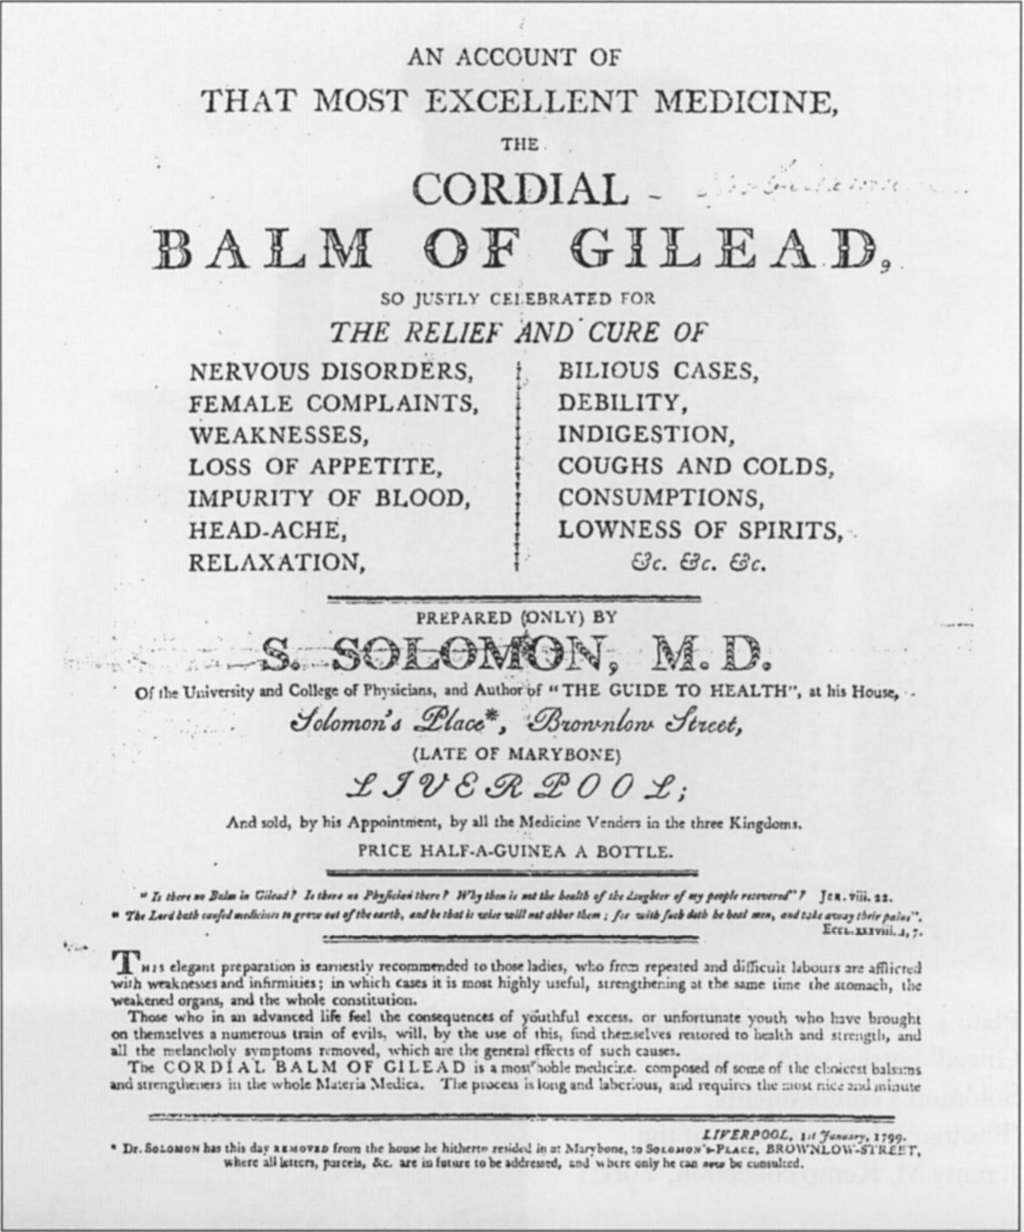 AN ACCOUNT OF
THAT MOST EXCELLENT MEDICINE,
THE
CORDIAL
BALM OF GILEAD,
SO JUSTLY CELEBRATED FOR
THE RELIEF AND CURE OF
NERVOUS DISORDERS,
FEMALE COMPLAINTS,
WEAKNESSES,
LOSS OF APPETITE,
IMPURITY OF BLOOD,
HEAD-ACHE,
RELAXATION,
BILIOUS CASES,
DEBILITY,
INDIGESTION,
COUGHS AND COLDS,
CONSUMPTIONS,
LOWNESS OF SPIRITS,
&c. &c. &c.
PREPARED (ONLY) BY
S. SOLOMON, M.D.
Of the University and College of Physicians, and Author of "THE GUIDE TO HEALTH", at his House,
Solomon's Place*, Brownlow Street,
(LATE OF MARYBONE)
LIVERPOOL;
And sold, by his Appointment, by all the Medicine Venders in the three Kingdoms.
PRICE HALF-A-GUINEA A BOTTLE.
"Is there no Balm in Gilead? Is there no Physician there? Why then is not the health of the daughter of my people recovered"? JER. viii. 22.
"The Lord hath caused medicines to grow out of the earth, and he that is wise will not abhor them; for with such doth he heal men, and take away their pains".
ECCL. xxxviii. 4, 7.
THIS elegant preparation is earnestly recommended to those ladies, who from repeated and difficult labours are afflicted
with weaknesses and infirmities; in which cases it is most highly useful, strengthening at the same time the stomach, the
weakened organs, and the whole constitution.
Those who in an advanced life feel the consequences of youthful excess, or unfortunate youth who have brought
on themselves a numerous train of evils, will, by the use of this, find themselves restored to health and strength, and
all the melancholy symptoms removed, which are the general effects of such causes.
The CORDIAL BALM OF GILEAD is a most noble medicine, composed of some of the choicest balsams
and strengtheners in the whole Materia Medica. The process is long and laborious, and requires the most nice and minute
LIVERPOOL, 1st January, 1799.
* Dr. SOLOMON has this day REMOVED from the house he hitherto resided in at Marybone, to SOLOMON's-PLACE, BROWNLOW-STREET,
where all letters, parcels, &c. are in future to be addressed, and where only he can now be consulted.